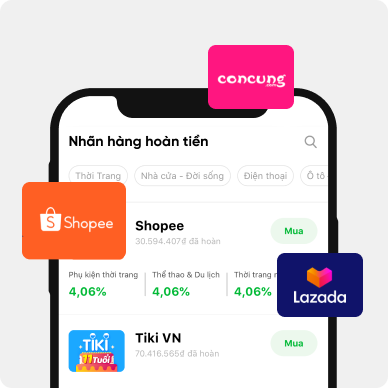 concung
.com
Nhãn hàng hoàn tiền
Thời Trang
Nhà cửa - Đời sống
Điện thoại
Ô tô
Shopee
Shopee
30.594.407đ đã hoàn
Mua
Phụ kiện thời trang
Thể thao & Du lịch
Thời trang
4,06%
4,06%
4,06%
Lazada
TIKI
11 TUỔI
Tiki VN
70.416.565đ đã hoàn
Mua